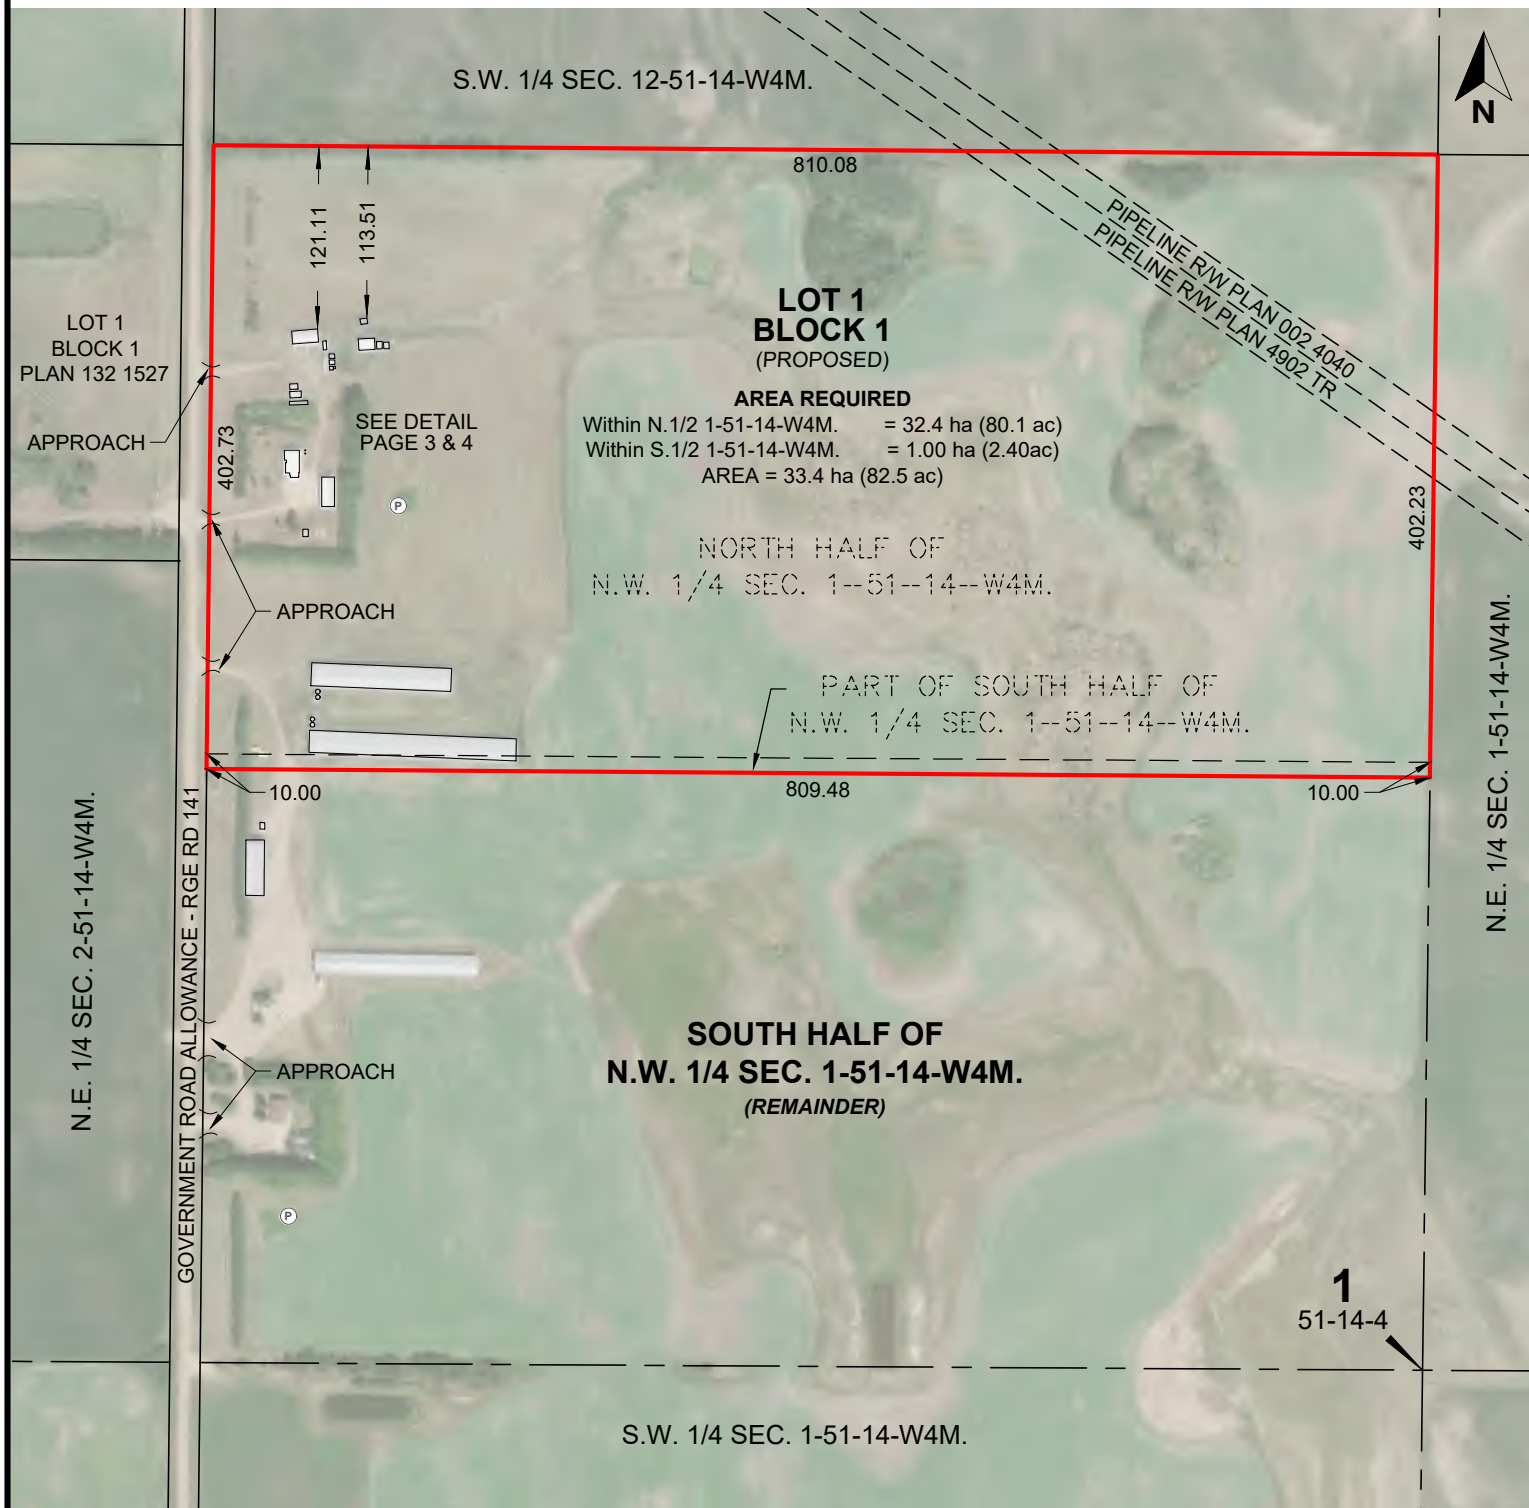 S.W. 1/4 SEC. 12-51-14-W4M.
N
810.08
121.11
113.51
PIPELINE R/W PLAN 002 4040
PIPELINE R/W PLAN 4902 TR
LOT 1
BLOCK 1
PLAN 132 1527
LOT 1
BLOCK 1
(PROPOSED)
AREA REQUIRED
Within N.1/2 1-51-14-W4M. = 32.4 ha (80.1 ac)
Within S.1/2 1-51-14-W4M. = 1.00 ha (2.40ac)
AREA = 33.4 ha (82.5 ac)
APPROACH
402.73
SEE DETAIL
PAGE 3 & 4
P
402.23
NORTH HALF OF
N.W. 1/4 SEC. 1--51--14--W4M.
APPROACH
PART OF SOUTH HALF OF
N.W. 1/4 SEC. 1--51--14--W4M.
N.E. 1/4 SEC. 1-51-14-W4M.
10.00
809.48
10.00
N.E. 1/4 SEC. 2-51-14-W4M.
GOVERNMENT ROAD ALLOWANCE - RGE RD 141
SOUTH HALF OF
N.W. 1/4 SEC. 1-51-14-W4M.
(REMAINDER)
APPROACH
P
1
51-14-4
S.W. 1/4 SEC. 1-51-14-W4M.